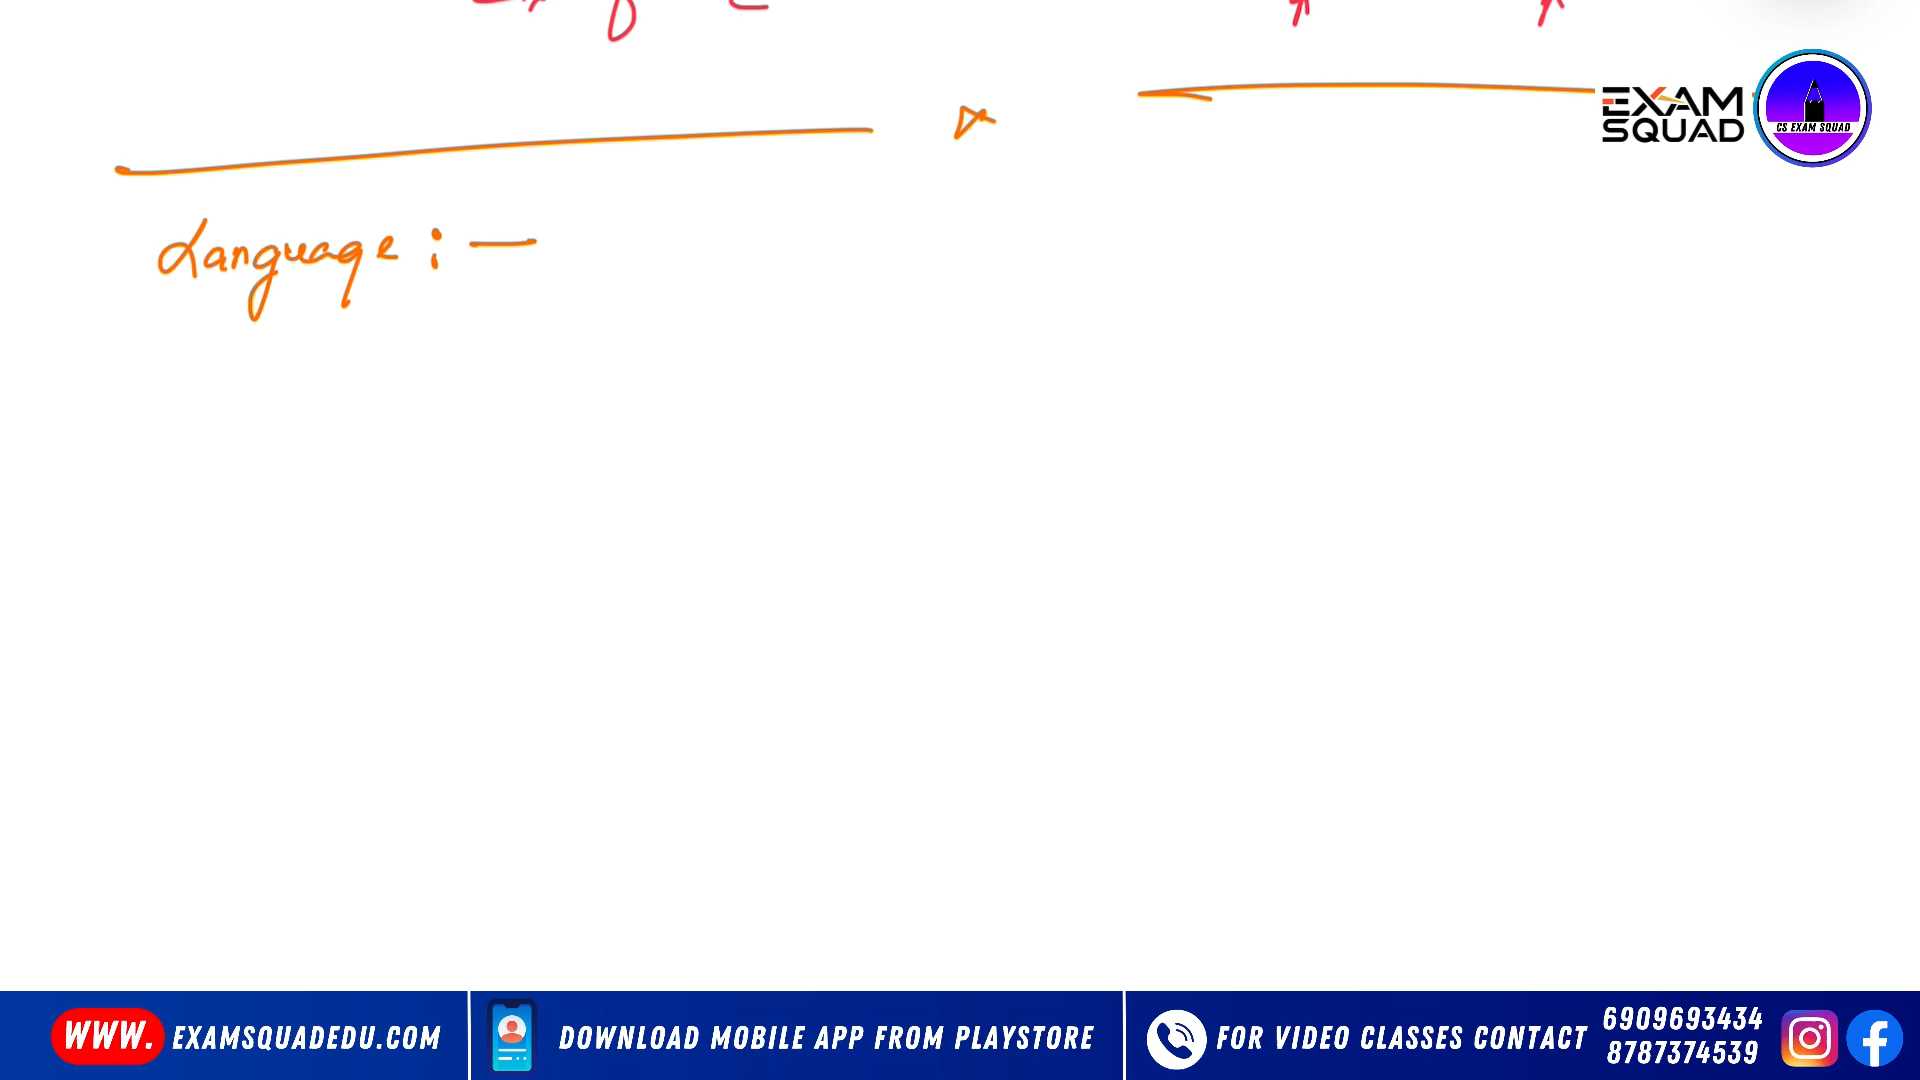 EXAM
SQUAD
CS EXAM SQUAD
Language : —
WWW. EXAMSQUADEDU.COM
DOWNLOAD MOBILE APP FROM PLAYSTORE
FOR VIDEO CLASSES CONTACT
6909693434
8787374539